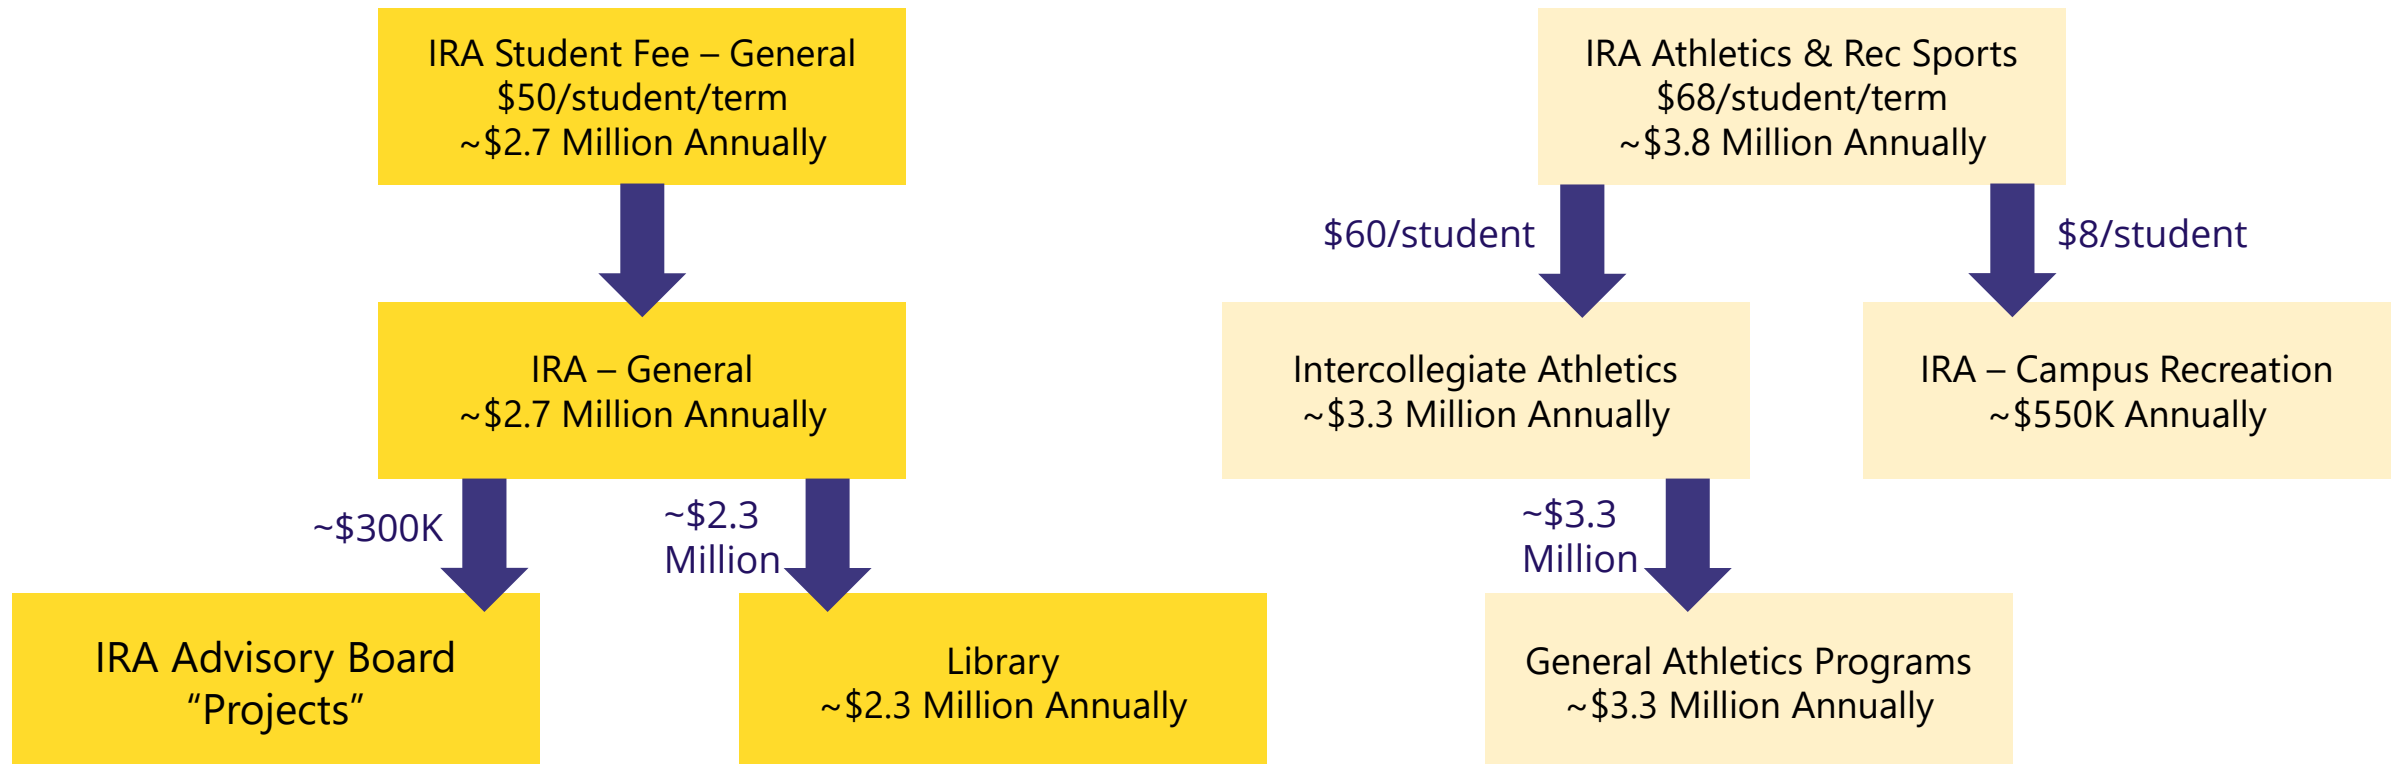 IRA Student Fee – General
$50/student/term
~$2.7 Million Annually
IRA Athletics & Rec Sports
$68/student/term
~$3.8 Million Annually
$60/student
$8/student
IRA – General
~$2.7 Million Annually
Intercollegiate Athletics
~$3.3 Million Annually
IRA – Campus Recreation
~$550K Annually
~$300K
~$2.3
Million
~$3.3
Million
IRA Advisory Board
“Projects”
Library
~$2.3 Million Annually
General Athletics Programs
~$3.3 Million Annually